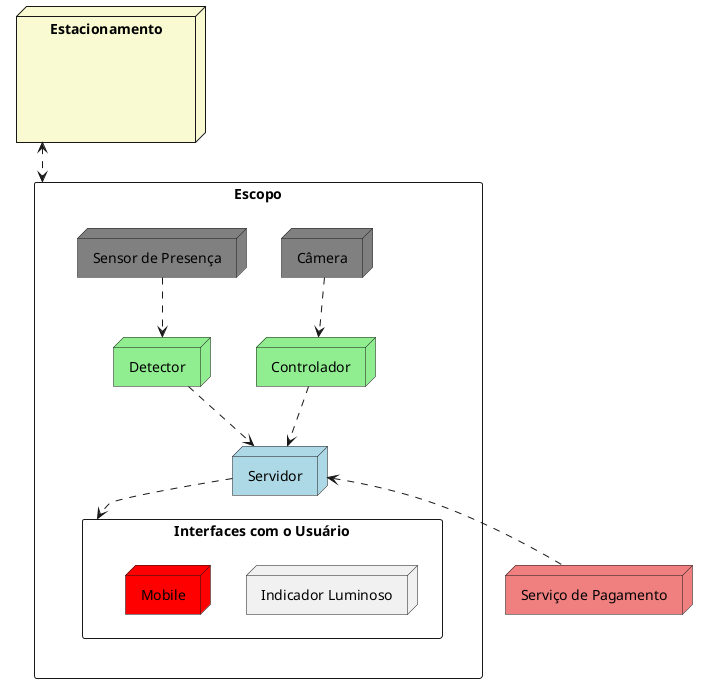 Estacionamento
Escopo
Sensor de Presença
Câmera
Detector
Controlador
Servidor
Interfaces com o Usuário
Mobile
Indicador Luminoso
Serviço de Pagamento